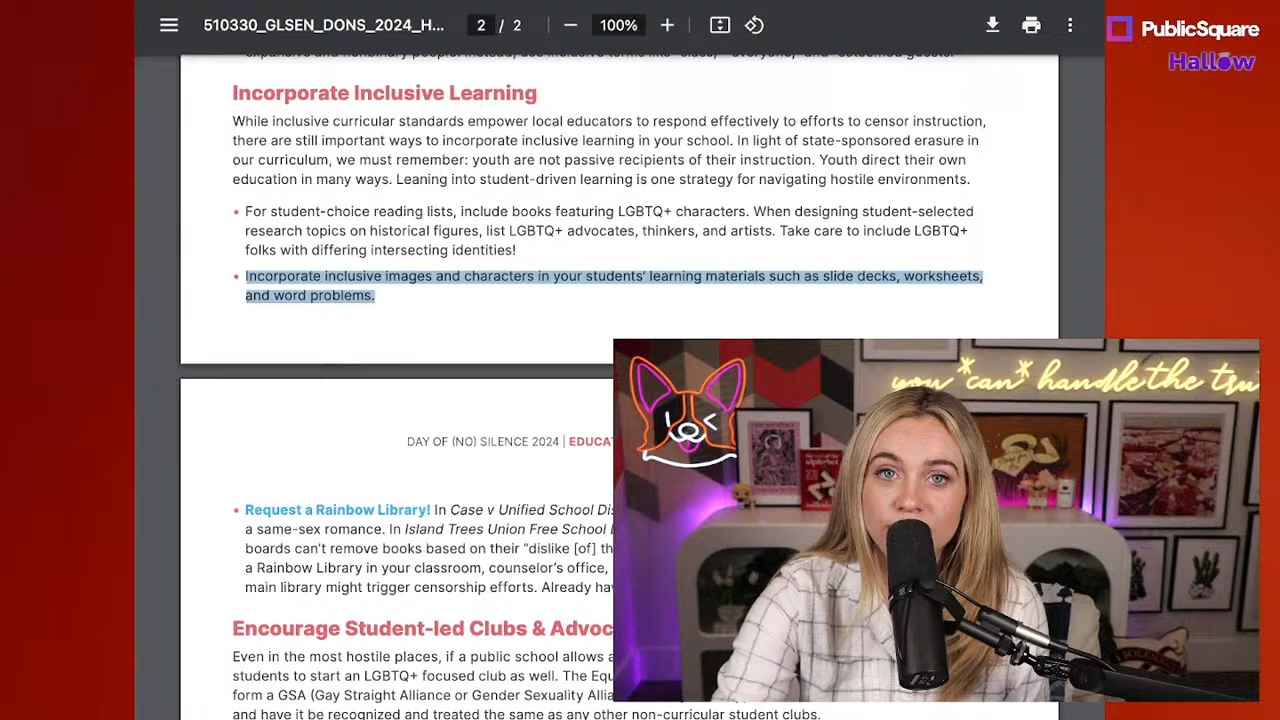 510330_GLSEN_DONS_2024_H...
2 / 2
100%
PublicSquare
Hallow
Incorporate Inclusive Learning
While inclusive curricular standards empower local educators to respond effectively to efforts to censor instruction,
there are still important ways to incorporate inclusive learning in your school. In light of state-sponsored erasure in
our curriculum, we must remember: youth are not passive recipients of their instruction. Youth direct their own
education in many ways. Leaning into student-driven learning is one strategy for navigating hostile environments.
• For student-choice reading lists, include books featuring LGBTQ+ characters. When designing student-selected
research topics on historical figures, list LGBTQ+ advocates, thinkers, and artists. Take care to include LGBTQ+
folks with differing intersecting identities!
• Incorporate inclusive images and characters in your students' learning materials such as slide decks, worksheets,
and word problems.
you *can* handle the tru
DAY OF (NO) SILENCE 2024 | EDUCAT
• Request a Rainbow Library! In Case v Unified School Dis
a same-sex romance. In Island Trees Union Free School
boards can't remove books based on their "dislike [of] th
a Rainbow Library in your classroom, counselor's office,
main library might trigger censorship efforts. Already hav
Encourage Student-led Clubs & Advoc
Even in the most hostile places, if a public school allows a
students to start an LGBTQ+ focused club as well. The Equ
form a GSA (Gay Straight Alliance or Gender Sexuality Allia
and have it be recognized and treated the same as any other non-curricular student clubs.